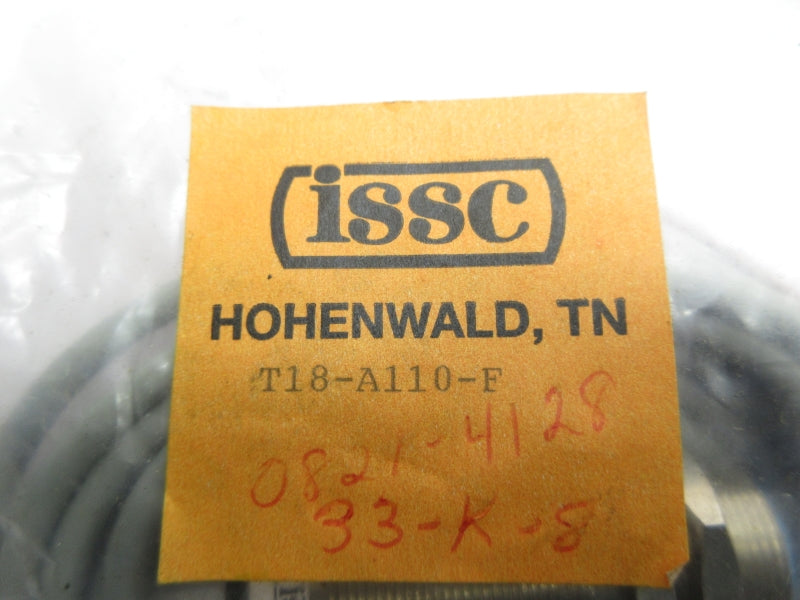 issc
HOHENWALD, TN
T18-A110-F
0821-4128
33-K-8